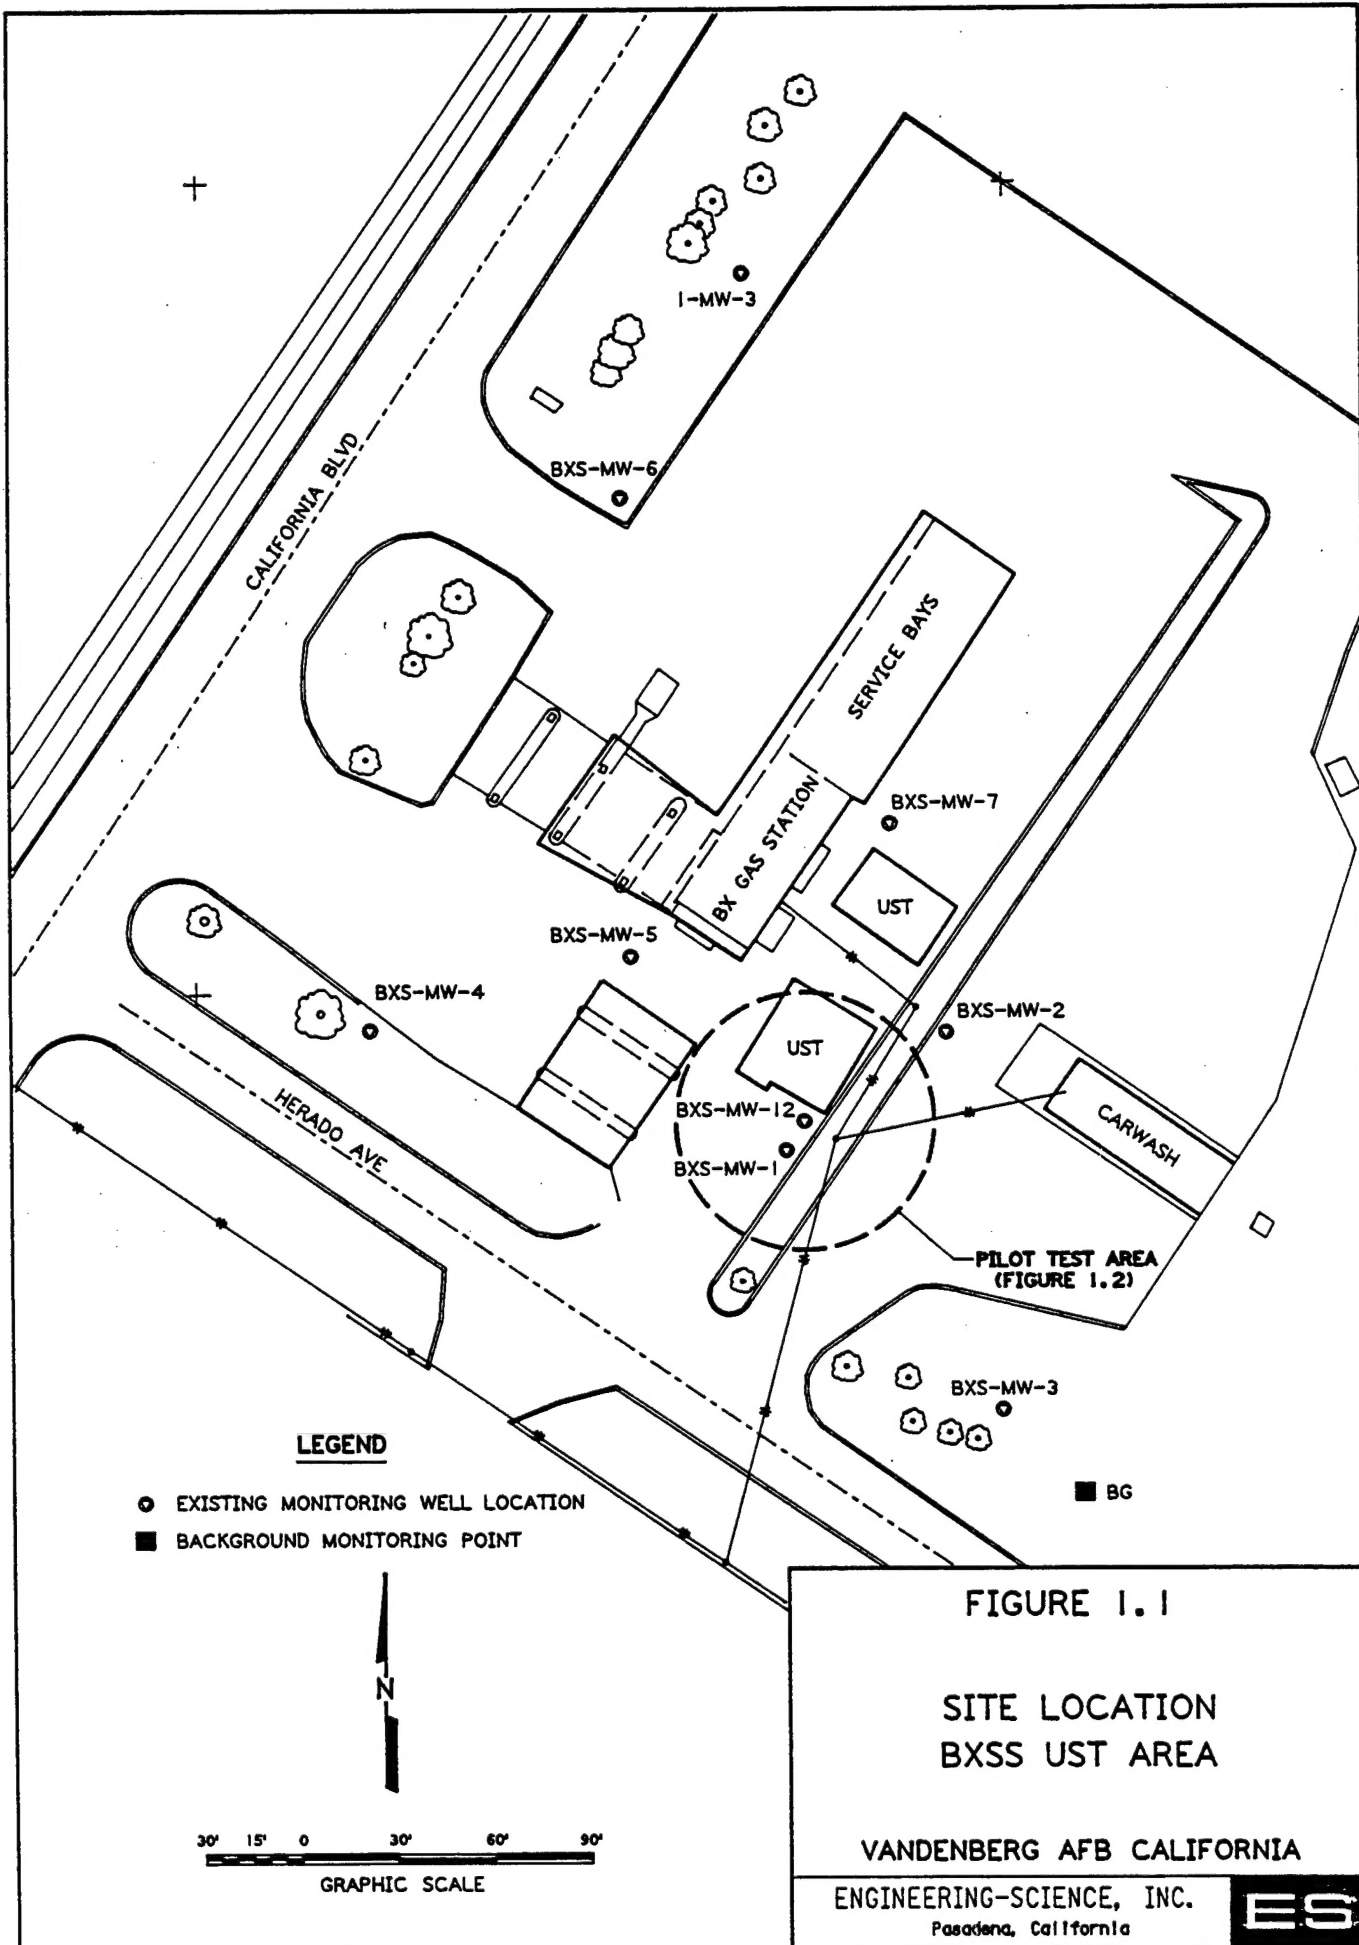 1-MW-3
CALIFORNIA BLVD
BXS-MW-6
SERVICE BAYS
BXS-MW-7
BX GAS STATION
UST
BXS-MW-5
BXS-MW-4
BXS-MW-2
UST
HERADO AVE
BXS-MW-12
CARWASH
BXS-MW-1
PILOT TEST AREA
(FIGURE 1.2)
BXS-MW-3
LEGEND
EXISTING MONITORING WELL LOCATION
BACKGROUND MONITORING POINT
BG
N
30' 15' 0 30' 60' 90'
GRAPHIC SCALE
FIGURE 1.1
SITE LOCATION
BXSS UST AREA
VANDENBERG AFB CALIFORNIA
ENGINEERING-SCIENCE, INC.
Pasadena, California
ES